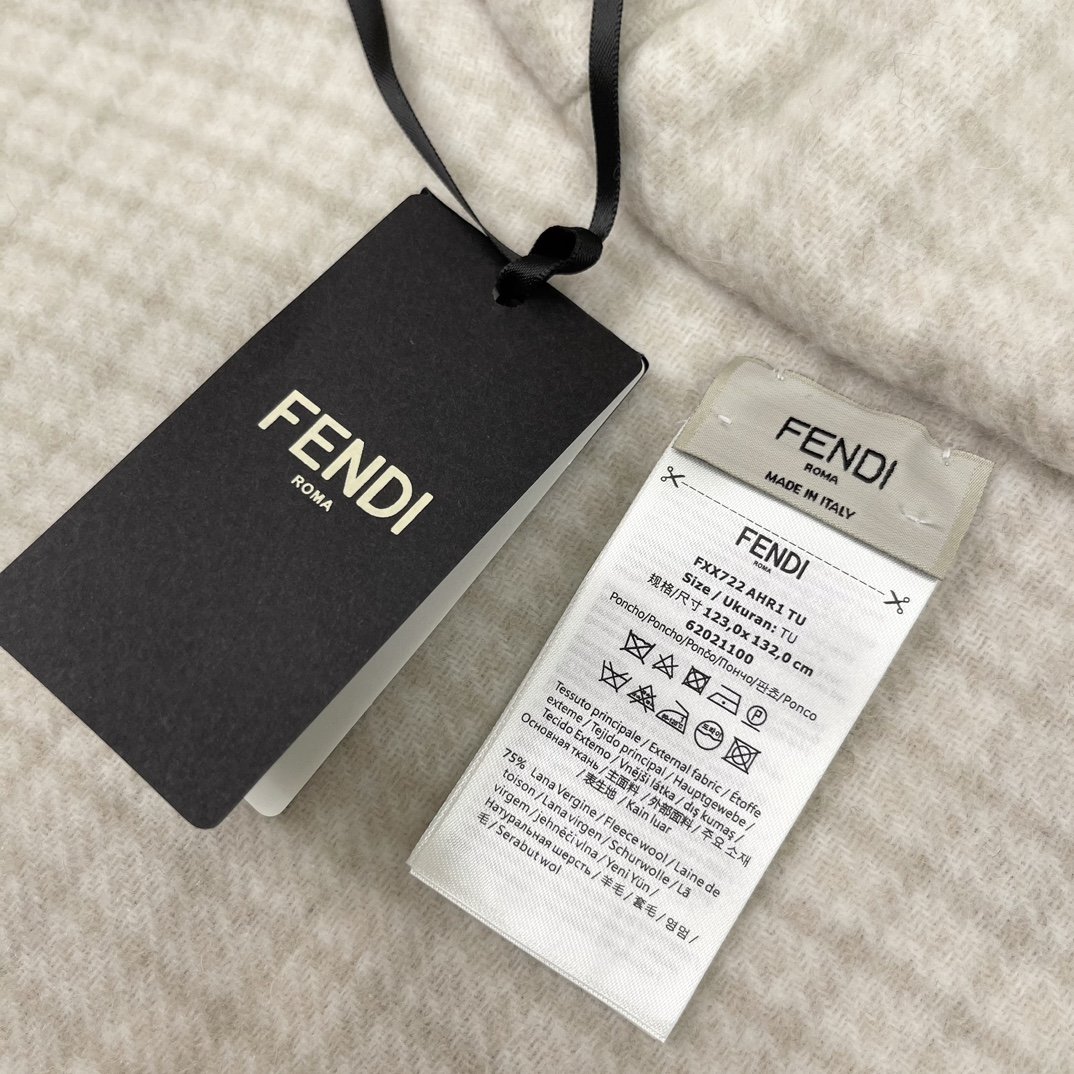 FENDI
ROMA
FENDI
ROMA
MADE IN ITALY
FENDI
ROMA
FXX722 AHR1 TU
Size / Ukuran: TU
规格/尺寸 123,0x 132,0 cm
62021100
Poncho/Poncho/Pončo/Пончо/판초/Ponco
Tessuto principale / External fabric / Étoffe
externe / Tejido principal / Hauptgewebe /
Tecido Externo / Vnější látka / dış kumaş /
Основная ткань / 主面料 / 外部面料 / 主要 소재
/ 表生地 / Kain luar
75% Lana Vergine / Fleece wool / Laine de
toison / Lana virgen / Schurwolle / Lã
virgem / jehněčí vlna / Yeni Yün /
Натуральная шерсть / 羊毛 / 套毛 / 영멈 /
毛 / Serabut wol